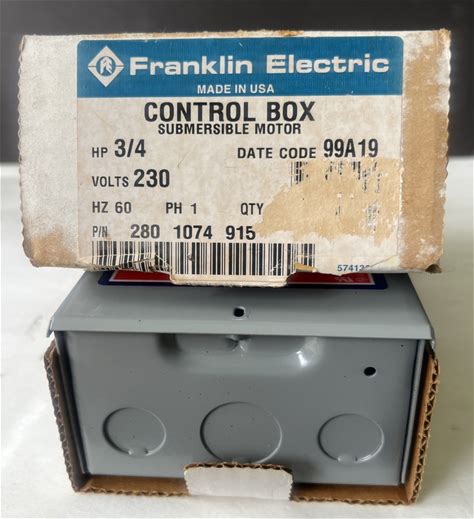 Franklin Electric
MADE IN USA
CONTROL BOX
SUBMERSIBLE MOTOR
HP 3/4 DATE CODE 99A19
VOLTS 230
HZ 60 PH 1 QTY
P/N 280 1074 915